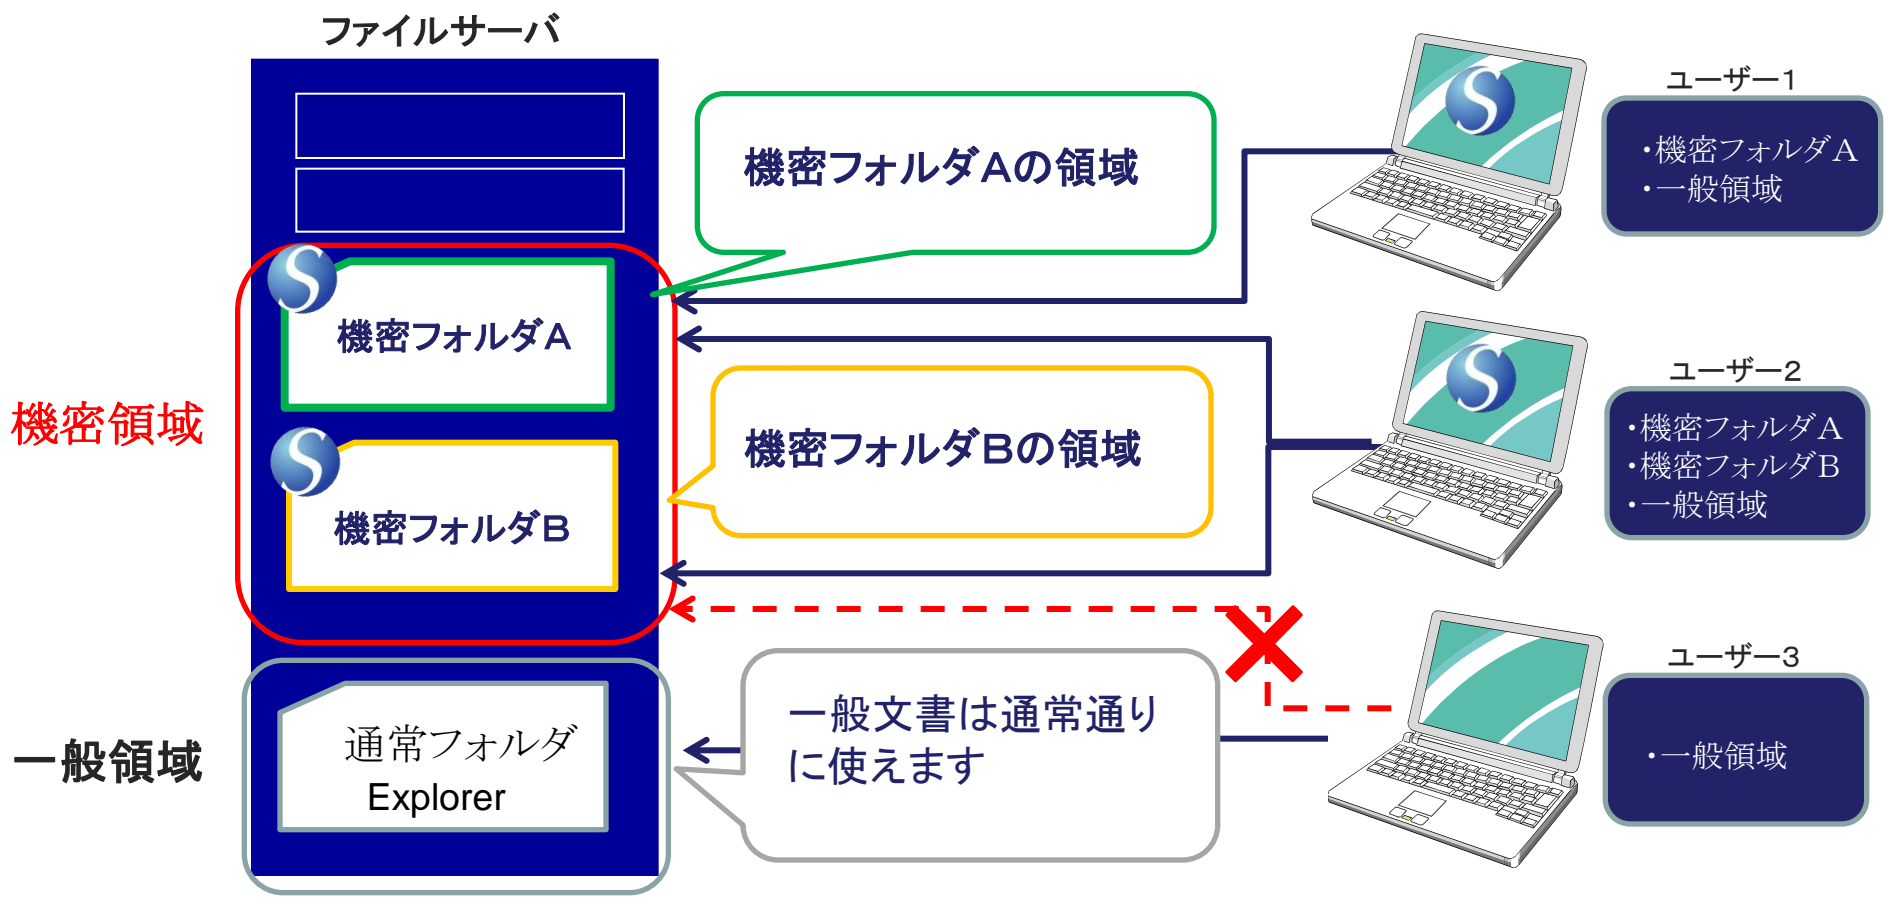 ファイルサーバ
機密フォルダAの領域
ユーザー1
・機密フォルダA
・一般領域
S
S
機密フォルダA
機密領域
S
機密フォルダB
機密フォルダBの領域
S
ユーザー2
・機密フォルダA
・機密フォルダB
・一般領域
一般領域
通常フォルダ
Explorer
一般文書は通常通り
に使えます
ユーザー3
・一般領域